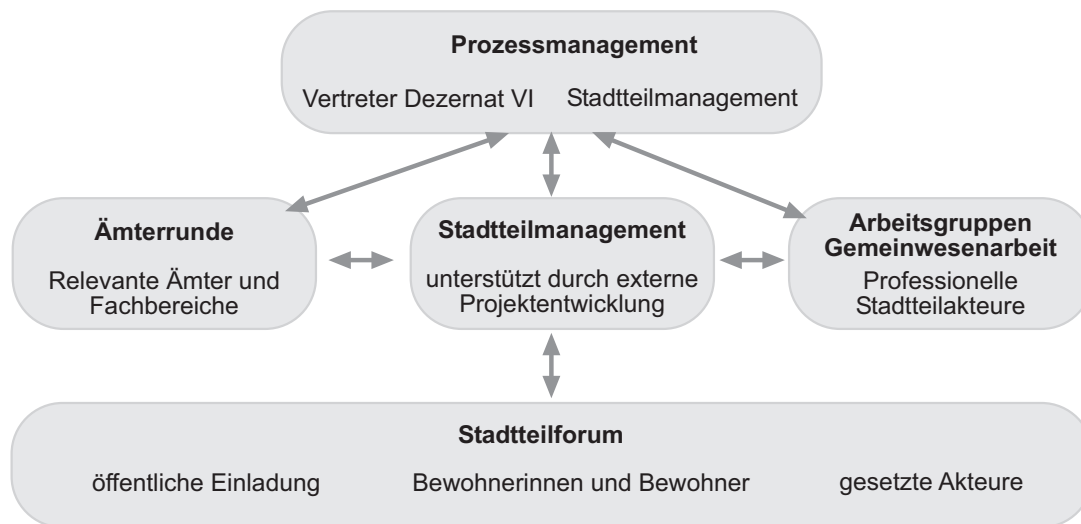 Prozessmanagement
Vertreter Dezernat VI Stadtteilmanagement
Ämterrunde
Relevante Ämter und
Fachbereiche
Stadtteilmanagement
unterstützt durch externe
Projektentwicklung
Arbeitsgruppen
Gemeinwesenarbeit
Professionelle
Stadtteilakteure
Stadtteilforum
öffentliche Einladung Bewohnerinnen und Bewohner gesetzte Akteure